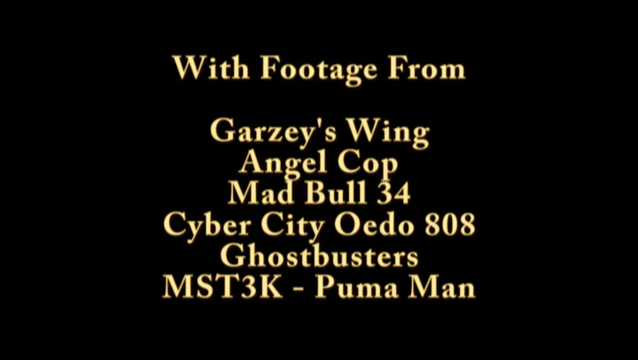 With Footage From
Garzey's Wing
Angel Cop
Mad Bull 34
Cyber City Oedo 808
Ghostbusters
MST3K - Puma Man